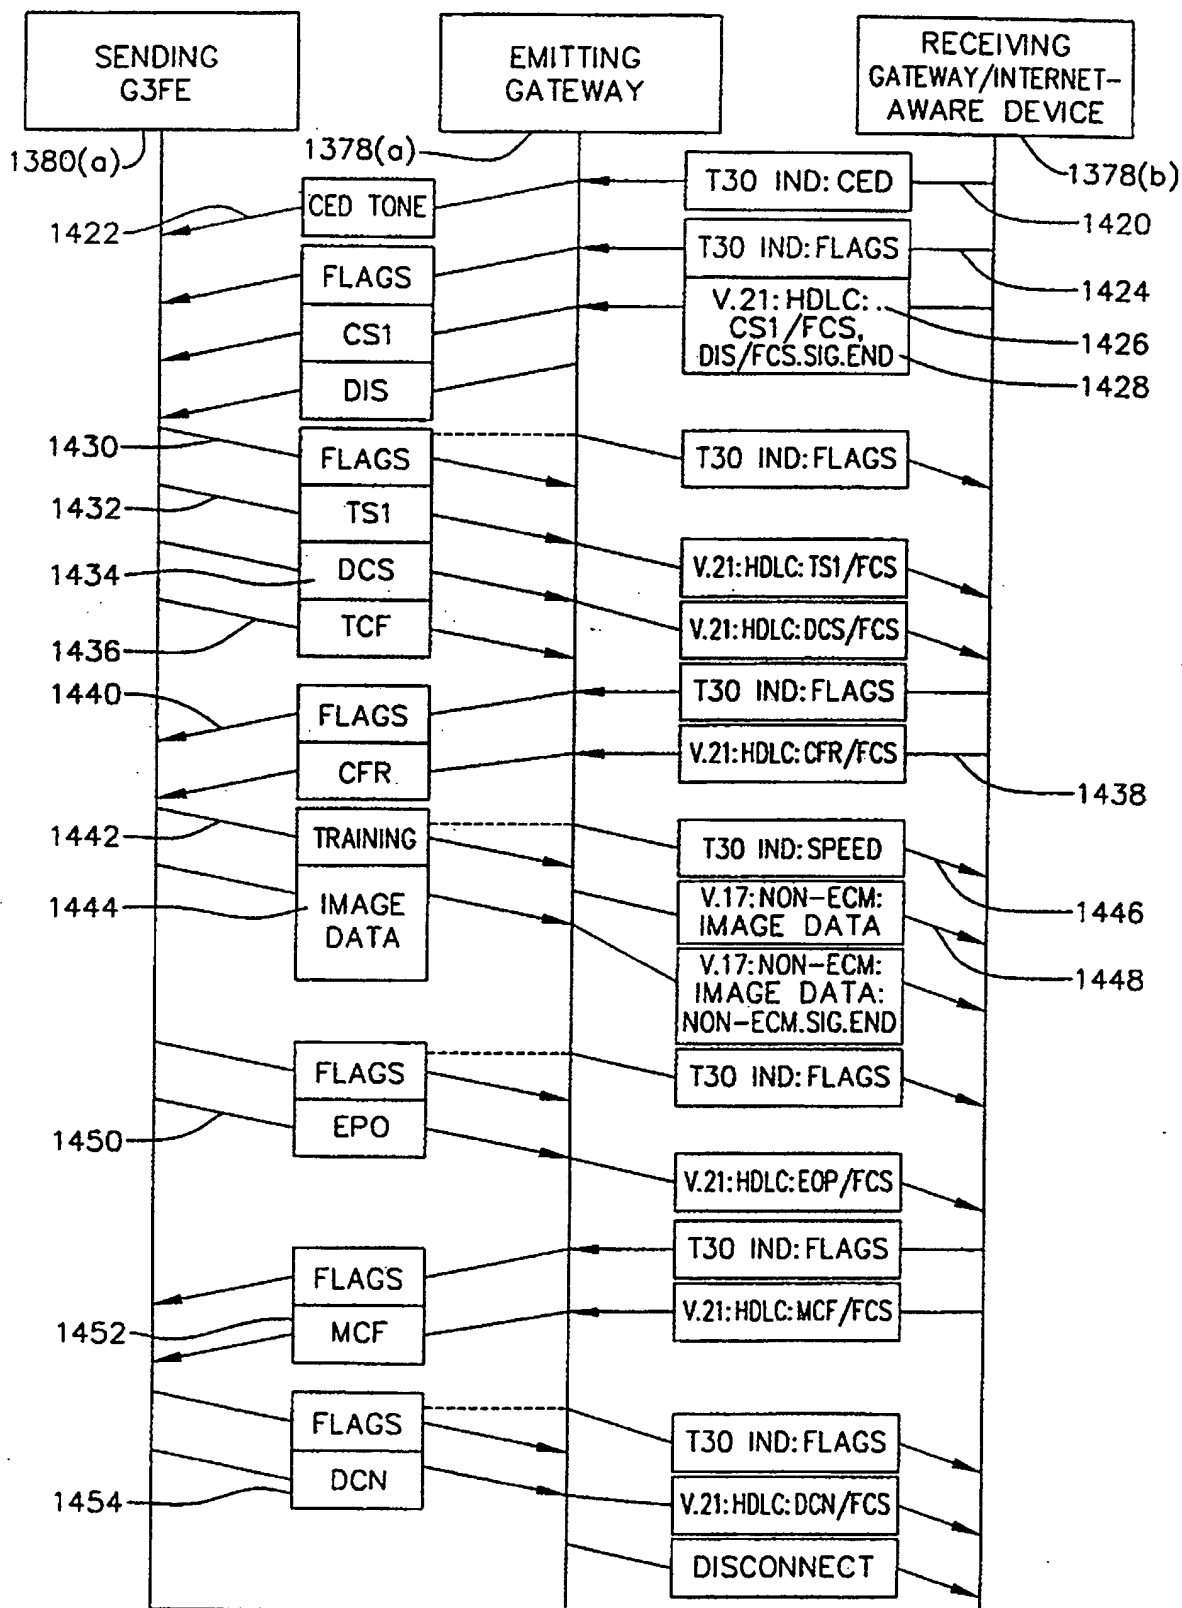 SENDING
G3FE
EMITTING
GATEWAY
RECEIVING
GATEWAY/INTERNET-
AWARE DEVICE
1380(a)
1378(a)
1378(b)
T30 IND: CED
1420
CED TONE
1422
T30 IND: FLAGS
1424
FLAGS
V.21: HDLC:
CS1/FCS,
DIS/FCS.SIG.END
1426
1428
CS1
DIS
1430
FLAGS
T30 IND: FLAGS
1432
TS1
V.21:HDLC:TS1/FCS
1434
DCS
V.21:HDLC:DCS/FCS
1436
TCF
T30 IND: FLAGS
1440
FLAGS
V.21:HDLC:CFR/FCS
1438
CFR
1442
TRAINING
T30 IND: SPEED
1446
1444
IMAGE
DATA
V.17:NON-ECM:
IMAGE DATA
1448
V.17:NON-ECM:
IMAGE DATA:
NON-ECM.SIG.END
FLAGS
T30 IND: FLAGS
1450
EPO
V.21:HDLC:EOP/FCS
T30 IND: FLAGS
FLAGS
V.21:HDLC:MCF/FCS
1452
MCF
FLAGS
T30 IND: FLAGS
1454
DCN
V.21:HDLC:DCN/FCS
DISCONNECT